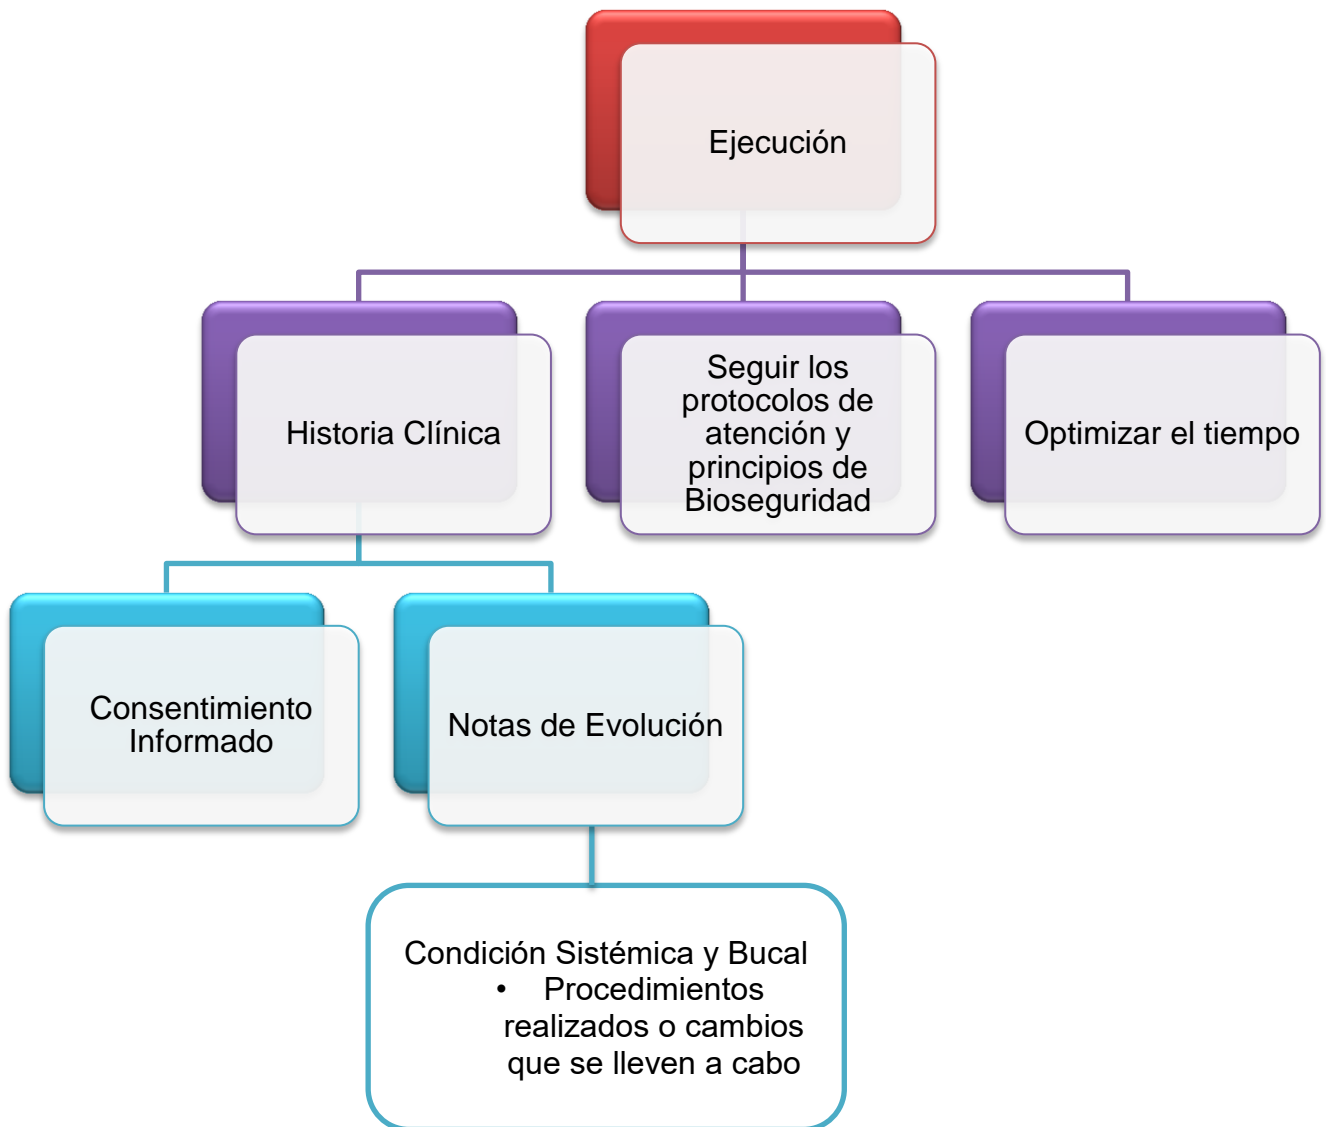 Ejecución
Historia Clínica
Seguir los
protocolos de
atención y
principios de
Bioseguridad
Optimizar el tiempo
Consentimiento
Informado
Notas de Evolución
Condición Sistémica y Bucal
• Procedimientos
realizados o cambios
que se lleven a cabo